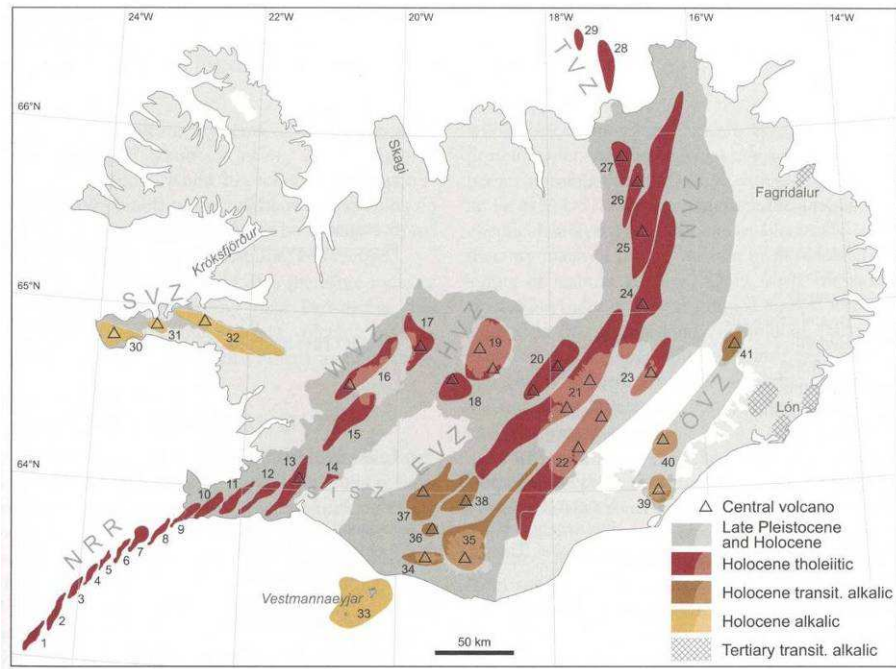 24°W 22°W 20°W 18°W 16°W 14°W
29
28
TVZ
66°N
Skagi
27
26
NVZ
Fagridalur
25
Króksfjörður
65°N
24
SVZ
17
HVZ
30
31
32
WVZ
19
20
41
16
18
21
23
ÖVZ
Lón
15
64°N
EVZ
22
40
13
14
12
11
10
SISZ
38
37
39
9
8
7
6
5
4
3
2
1
NRR
36
35
34
Vestmannaeyjar
33
50 km
Central volcano
Late Pleistocene
and Holocene
Holocene tholeiitic
Holocene transit. alkalic
Holocene alkalic
Tertiary transit. alkalic